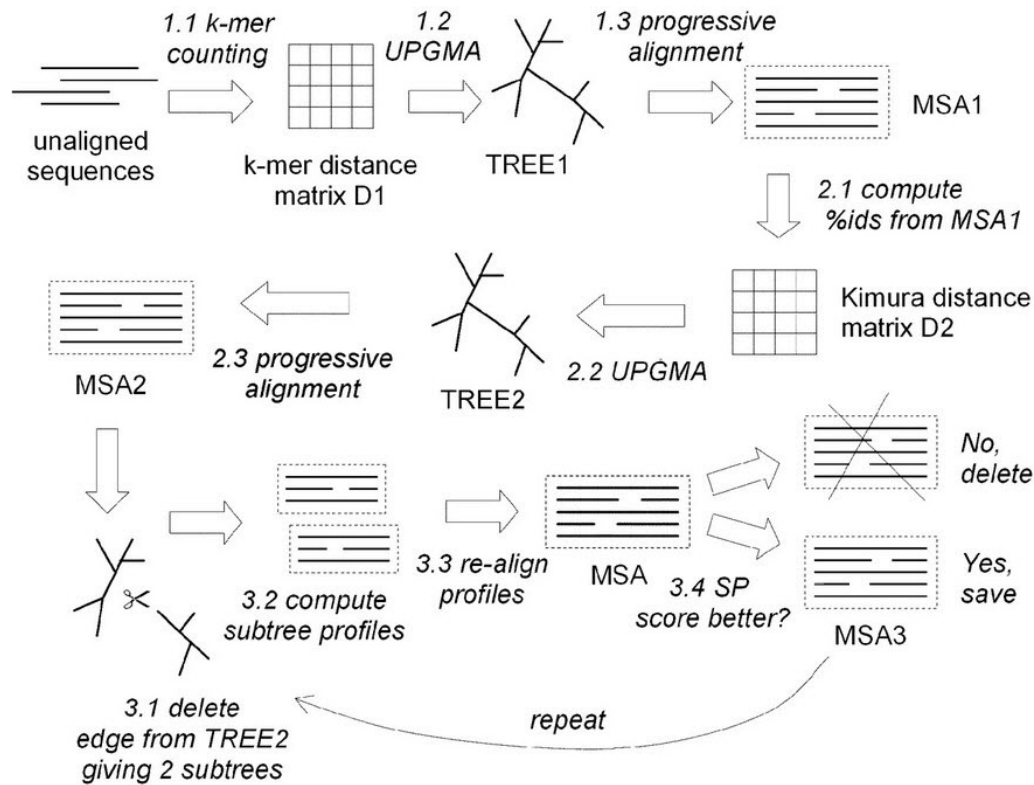 1.1 k-mer
counting
1.2
UPGMA
1.3 progressive
alignment
unaligned
sequences
k-mer distance
matrix D1
TREE1
MSA1
2.1 compute
%ids from MSA1
Kimura distance
matrix D2
2.2 UPGMA
TREE2
2.3 progressive
alignment
MSA2
3.1 delete
edge from TREE2
giving 2 subtrees
3.2 compute
subtree profiles
3.3 re-align
profiles
MSA
3.4 SP
score better?
No,
delete
Yes,
save
MSA3
repeat